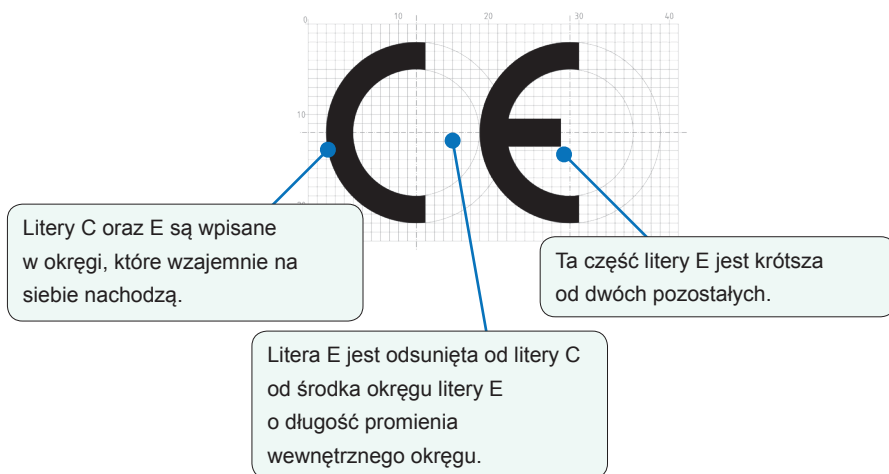 0 10 20 30 40
10
CE
Litery C oraz E są wpisane
w okręgi, które wzajemnie na
siebie nachodzą.
Ta część litery E jest krótsza
od dwóch pozostałych.
Litera E jest odsunięta od litery C
od środka okręgu litery E
o długość promienia
wewnętrznego okręgu.